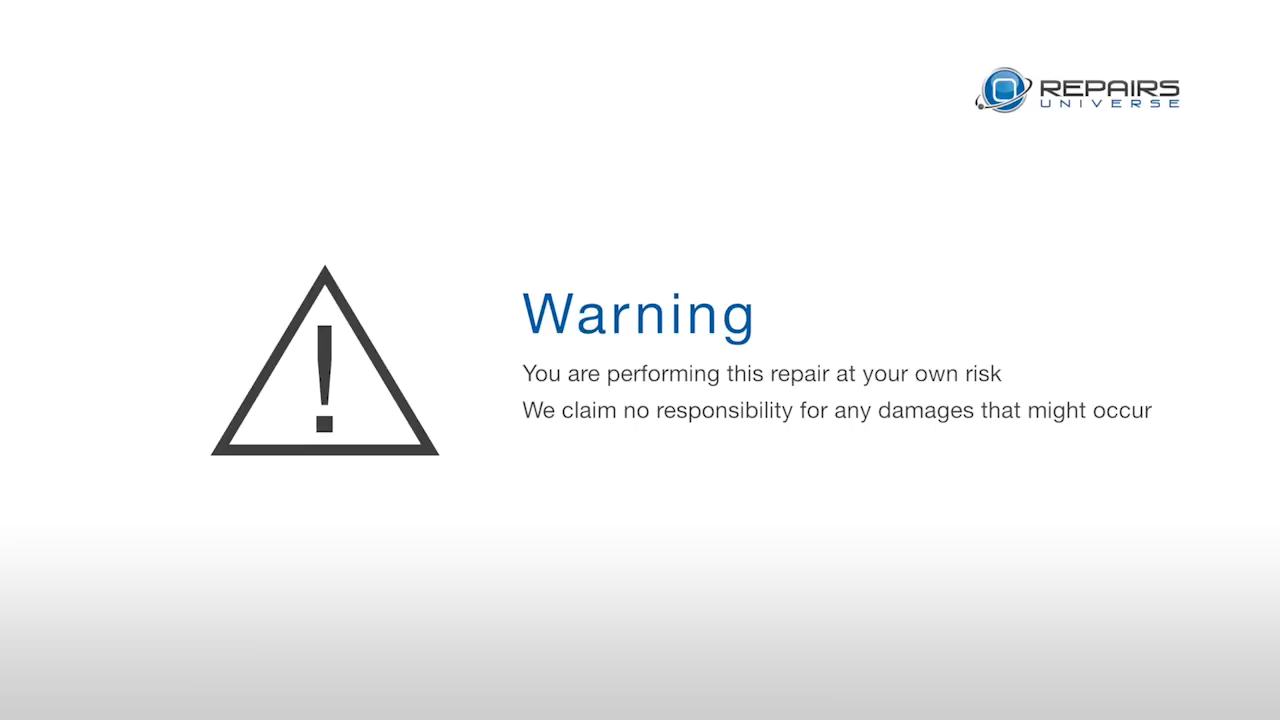 REPAIRS
UNIVERSE
Warning
You are performing this repair at your own risk
We claim no responsibility for any damages that might occur